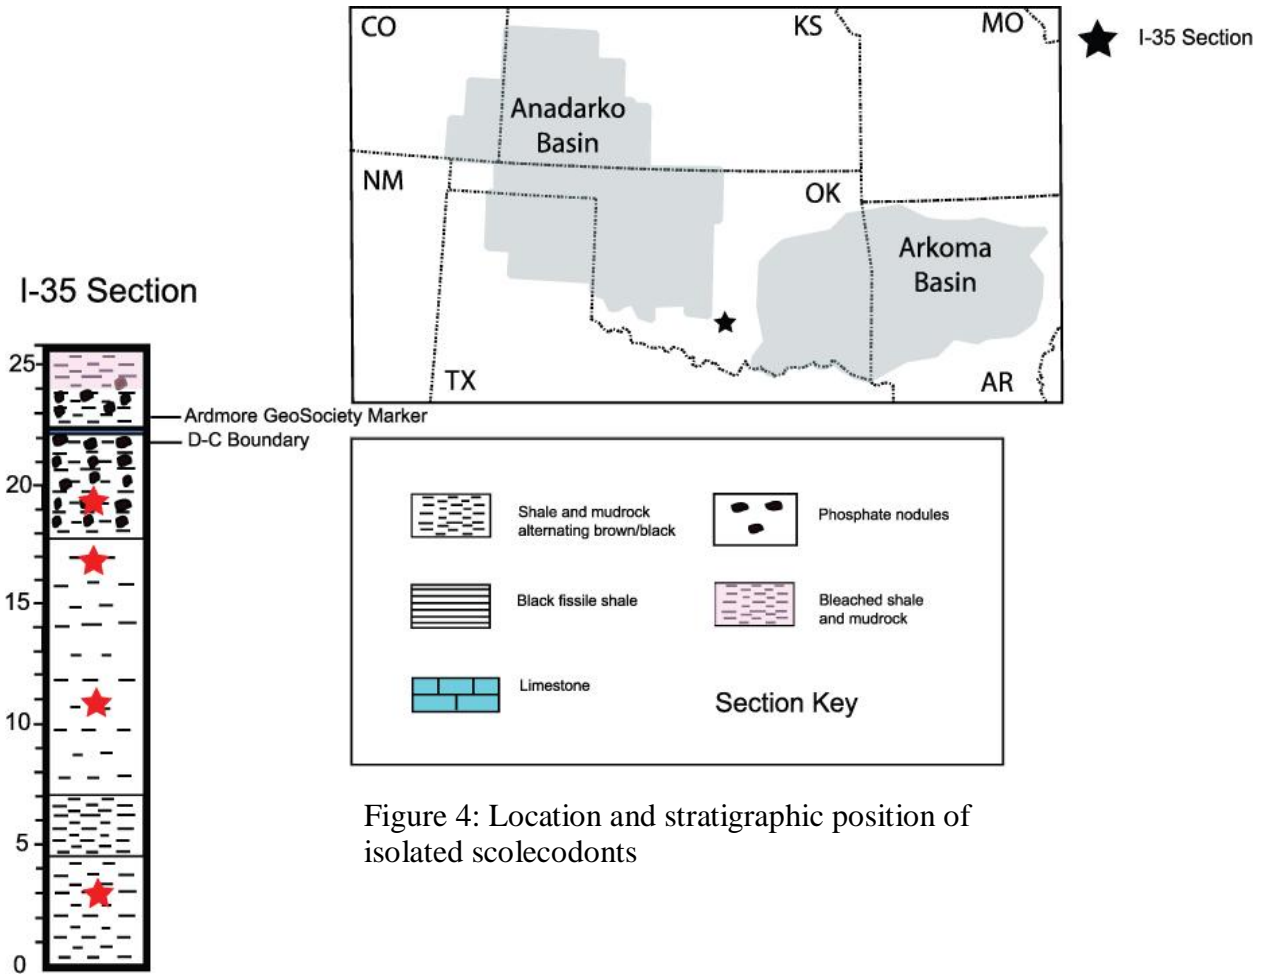 CO
KS
MO
I-35 Section
Anadarko
Basin
NM
OK
Arkoma
Basin
TX
AR
I-35 Section
25
Ardmore GeoSociety Marker
D-C Boundary
20
15
10
5
0
Shale and mudrock
alternating brown/black
Phosphate nodules
Black fissile shale
Bleached shale
and mudrock
Limestone
Section Key
Figure 4: Location and stratigraphic position of
isolated scolecodonts